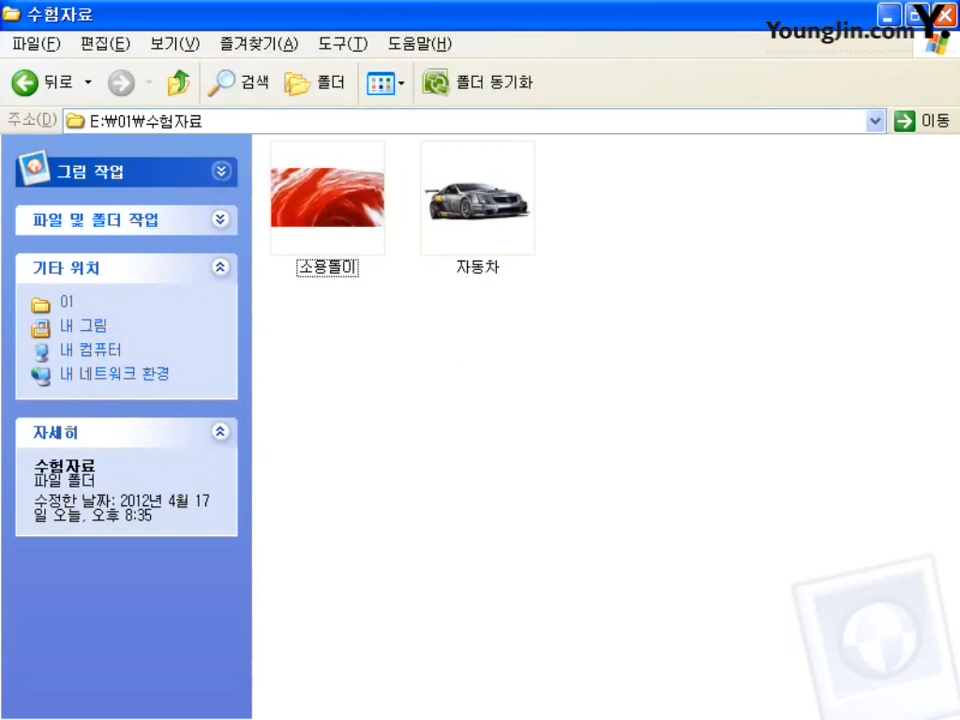 수험자료
YoungJin.com Y.
파일(F) 편집(E) 보기(V) 즐겨찾기(A) 도구(T) 도움말(H)
뒤로 검색 폴더 폴더 동기화
주소(D) E:₩01₩수험자료 이동
그림 작업
파일 및 폴더 작업
기타 위치
01
내 그림
내 컴퓨터
내 네트워크 환경
자세히
수험자료
파일 폴더
수정한 날짜: 2012년 4월 17
일 오늘, 오후 8:35
소용돌이 자동차